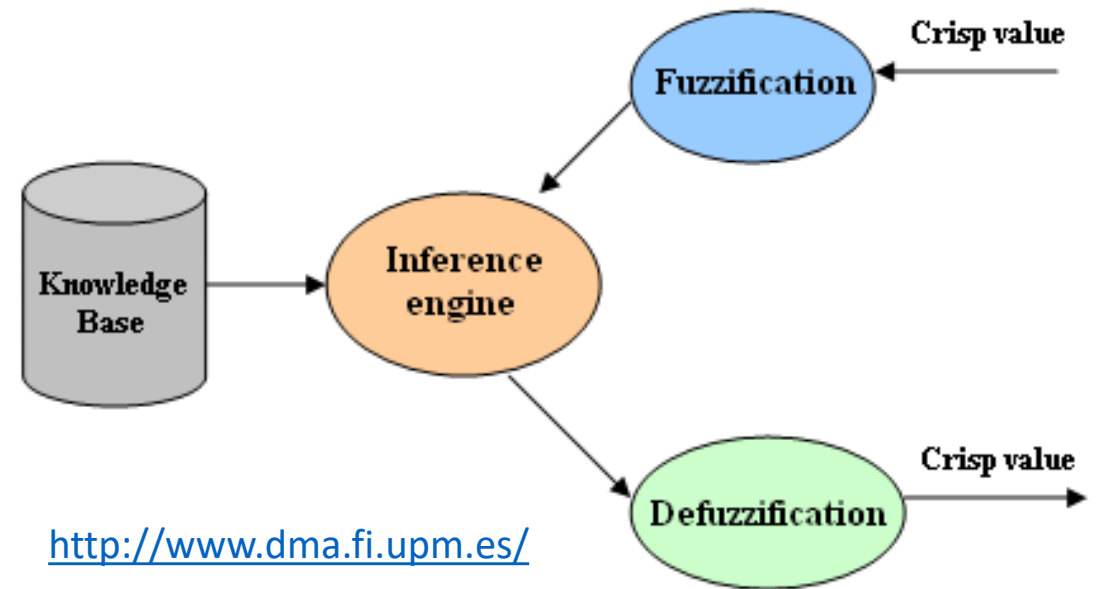 Crisp value
Fuzzification
Knowledge
Base
Inference
engine
Crisp value
Defuzzification
http://www.dma.fi.upm.es/